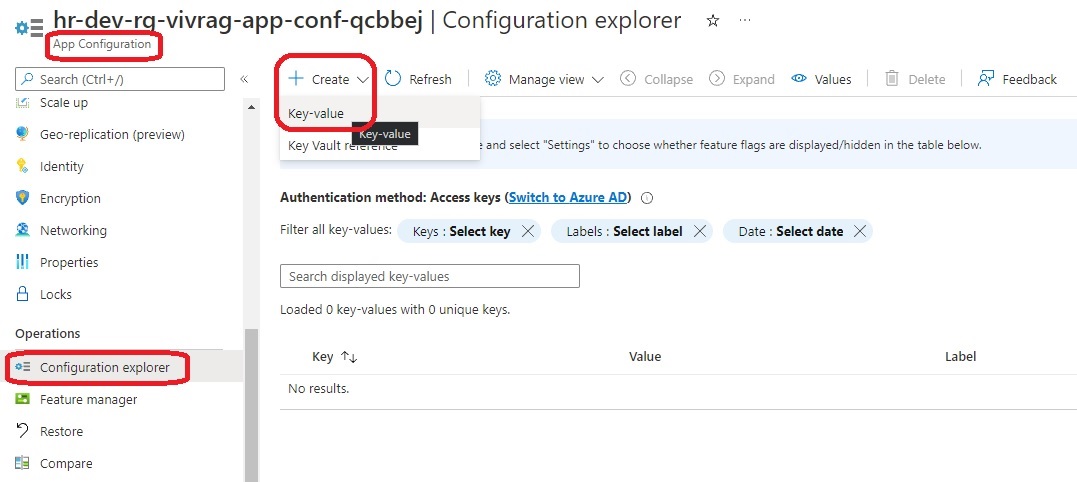 hr-dev-rg-vivrag-app-conf-qcbbej | Configuration explorer
App Configuration
Search (Ctrl+/)
Scale up
Geo-replication (preview)
Identity
Encryption
Networking
Properties
Locks
Operations
Configuration explorer
Feature manager
Restore
Compare
Create
Refresh
Manage view
Collapse
Expand
Values
Delete
Feedback
Key-value
Key-value
Key Vault reference
e and select "Settings" to choose whether feature flags are displayed/hidden in the table below.
Authentication method: Access keys (Switch to Azure AD)
Filter all key-values: Keys : Select key Labels : Select label Date : Select date
Search displayed key-values
Loaded 0 key-values with 0 unique keys.
Key Value Label
No results.